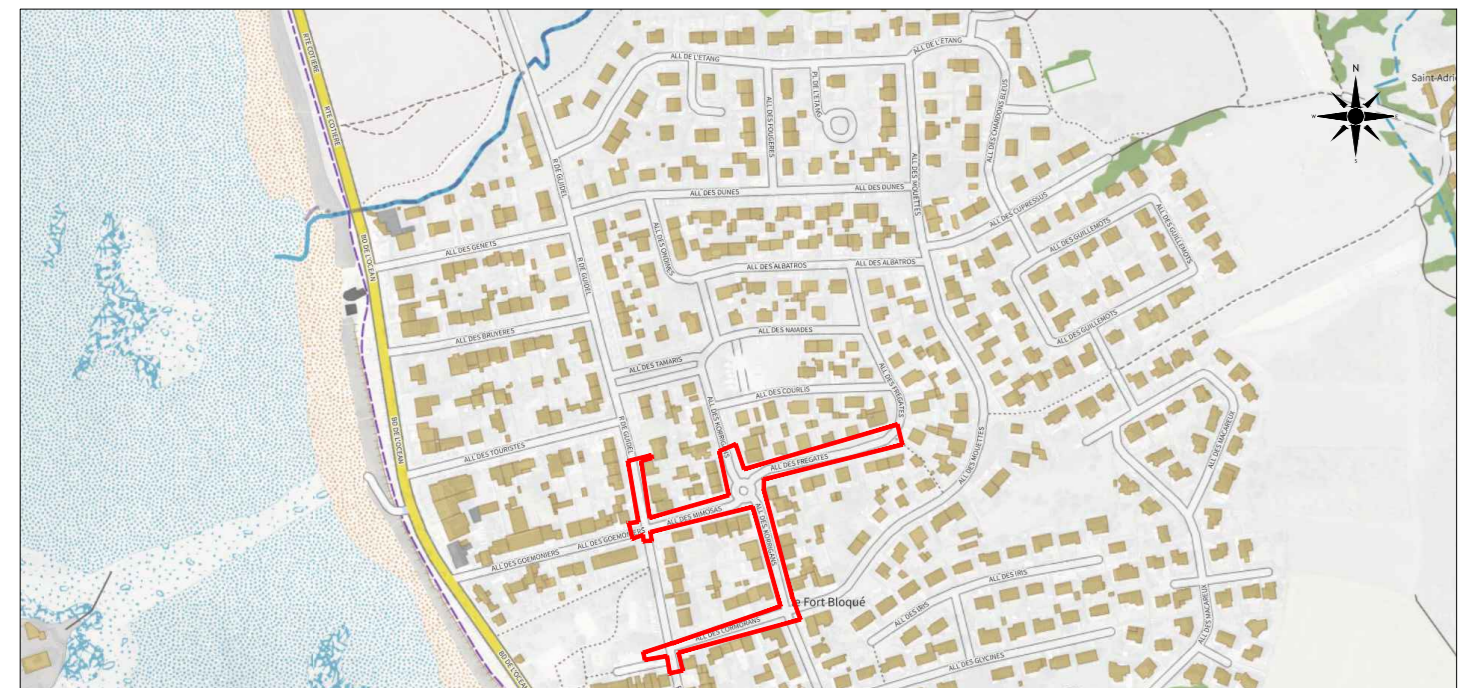 RTE COTIERE
ALL DE L'ETANG
ALL DE L'ETANG
N
W
E
S
Saint-Adri
RTE COTIERE
R DE GUIDEL
ALL DES FOUGERES
PL DE L'ETANG
ALL DES CHARDONS BLEUS
ALL DES MOUETTES
ALL DES DUNES
ALL DES DUNES
ALL DES CUPRESSUS
ALL DES GUILLEMOTS
ALL DES GUILLEMOTS
BD DE L'OCEAN
ALL DES GENETS
R DE GUIDEL
ALL DES ONDINES
ALL DES ALBATROS
ALL DES ALBATROS
ALL DES BRUYERES
ALL DES NAIADES
ALL DES GUILLEMOTS
ALL DES TAMARIS
ALL DES COURLIS
ALL DES FREGATES
BD DE L'OCEAN
ALL DES TOURISTES
R DE GUIDEL
ALL DES KORRIGANS
ALL DES FREGATES
ALL DES MOUETTES
ALL DES MACAREUX
ALL DES GOEMONIERS
ALL DES GOEMONIERS
ALL DES MIMOSAS
ALL DES KORRIGANS
e Fort Bloqué
ALL DES CORMORANS
ALL DES IRIS
ALL DES IRIS
ALL DES MACAREUX
ALL DES GLYCINES
BD DE L'OCE
R